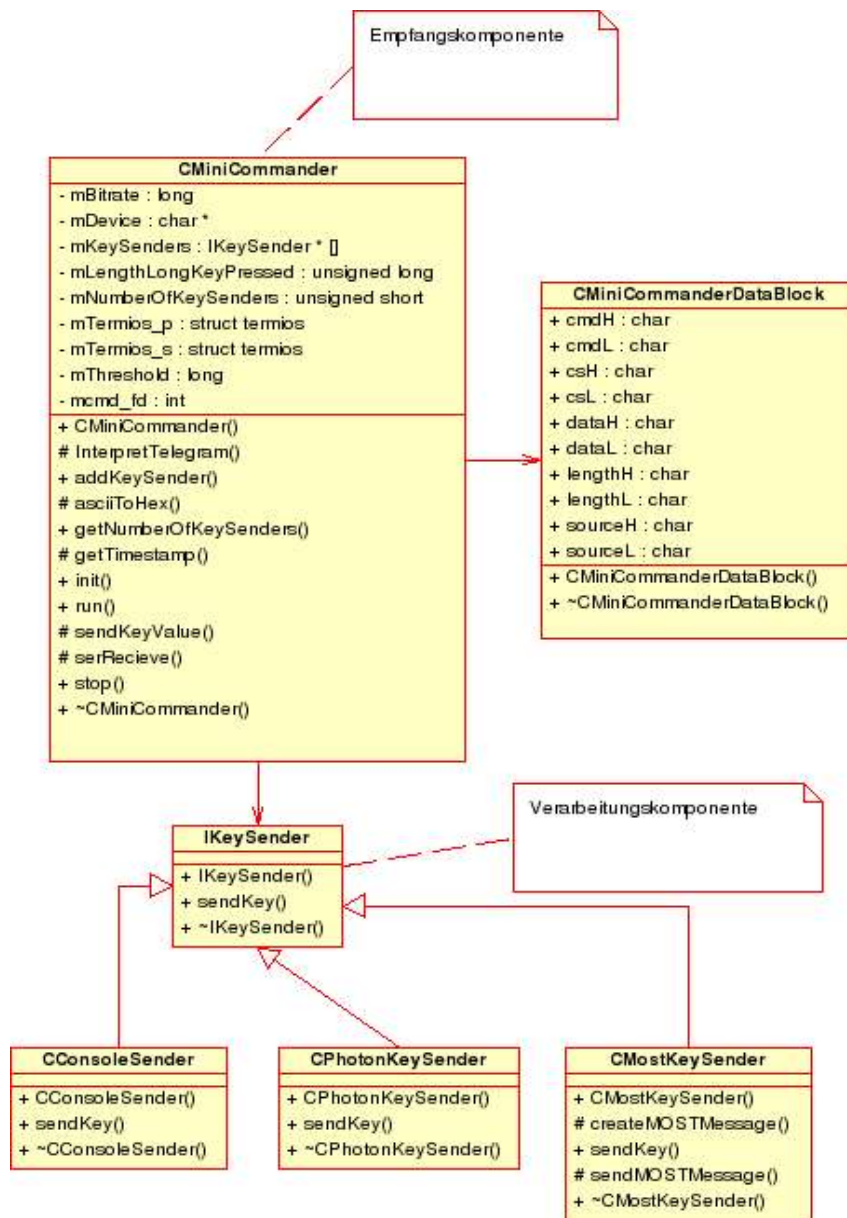 Empfangskomponente
CMiniCommander
- mBitrate : long
- mDevice : char *
- mKeySenders : IKeySender * []
- mLengthLongKeyPressed : unsigned long
- mNumberOfKeySenders : unsigned short
- mTermios_p : struct termios
- mTermios_s : struct termios
- mThreshold : long
- mcmd_fd : int
+ CMiniCommander()
# InterpretTelegram()
+ addKeySender()
# asciiToHex()
+ getNumberOfKeySenders()
# getTimestamp()
+ init()
+ run()
# sendKeyValue()
# serRecieve()
+ stop()
+ ~CMiniCommander()
CMiniCommanderDataBlock
+ cmdH : char
+ cmdL : char
+ csH : char
+ csL : char
+ dataH : char
+ dataL : char
+ lengthH : char
+ lengthL : char
+ sourceH : char
+ sourceL : char
+ CMiniCommanderDataBlock()
+ ~CMiniCommanderDataBlock()
Verarbeitungskomponente
IKeySender
+ IKeySender()
+ sendKey()
+ ~IKeySender()
CConsoleSender
+ CConsoleSender()
+ sendKey()
+ ~CConsoleSender()
CPhotonKeySender
+ CPhotonKeySender()
+ sendKey()
+ ~CPhotonKeySender()
CMostKeySender
+ CMostKeySender()
# createMOSTMessage()
+ sendKey()
# sendMOSTMessage()
+ ~CMostKeySender()